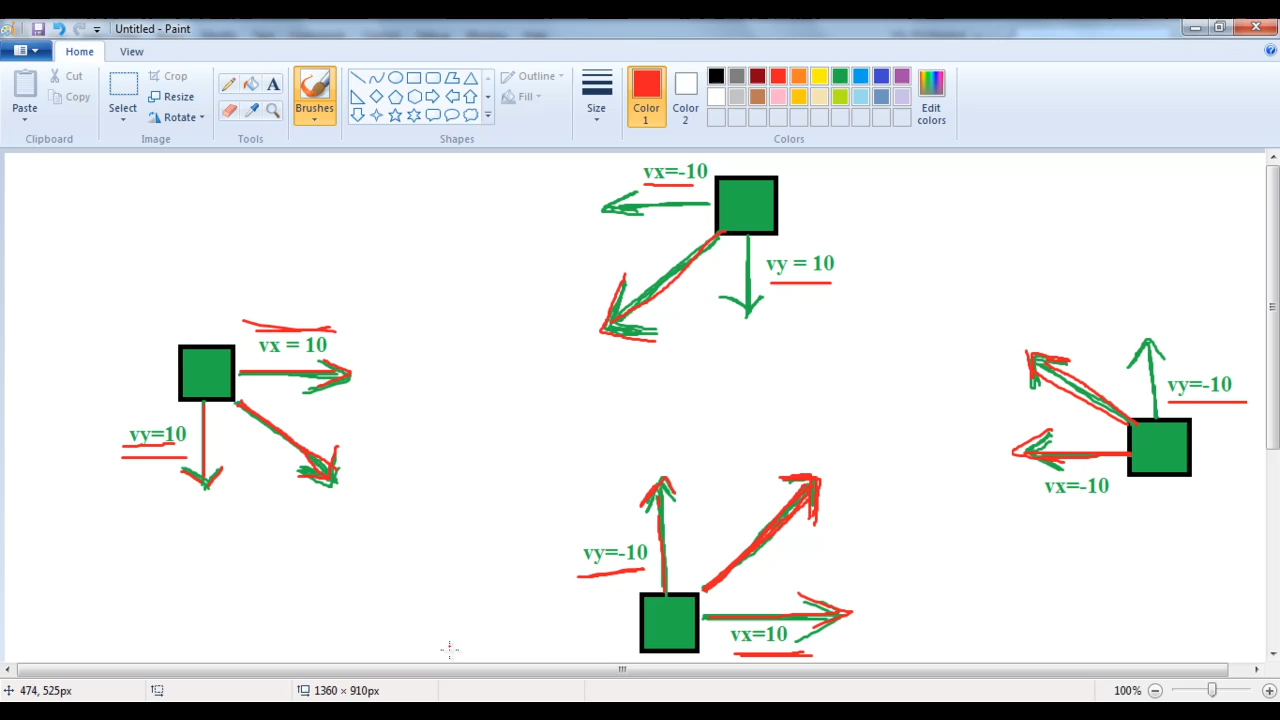 Untitled - Paint
Home
View
Paste
Cut
Copy
Clipboard
Select
Crop
Resize
Rotate
Image
A
Tools
Brushes
Outline
Fill
Shapes
Size
Color
1
Color
2
Edit
colors
Colors
vx=-10
vy = 10
vx = 10
vy=10
vy=-10
vx=-10
vy=-10
vx=10
474, 525px
1360 × 910px
100%